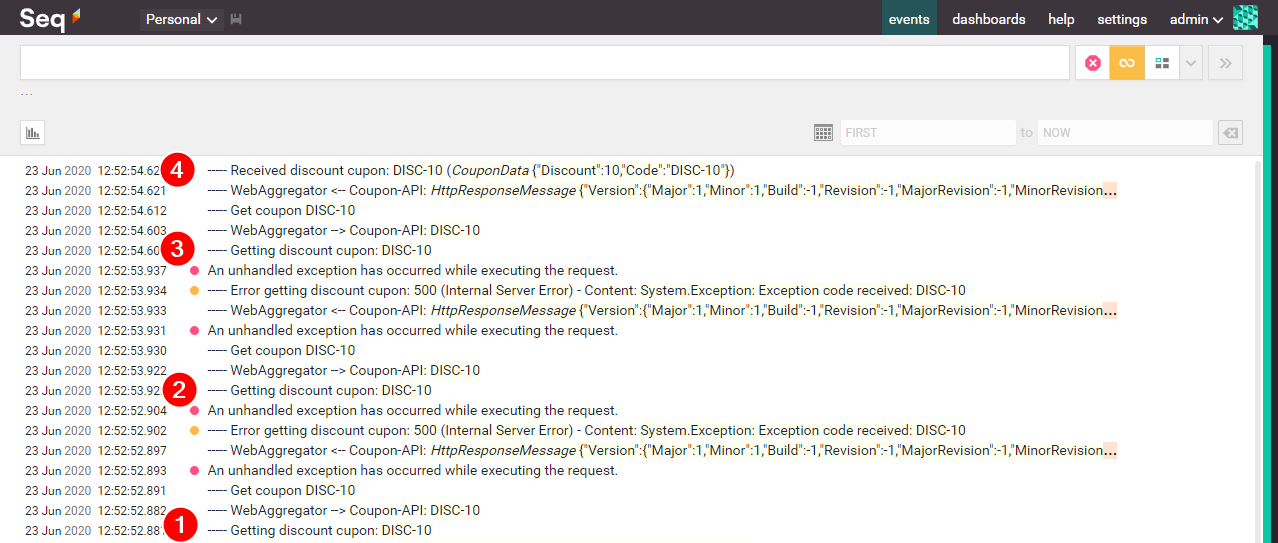 Seq Personal events dashboards help settings admin
...
FIRST to NOW
23 Jun 2020 12:52:54.62 4 ----- Received discount cupon: DISC-10 (CouponData {"Discount":10,"Code":"DISC-10"})
23 Jun 2020 12:52:54.621 ----- WebAggregator <-- Coupon-API: HttpResponseMessage {"Version":{"Major":1,"Minor":1,"Build":-1,"Revision":-1,"MajorRevision":-1,"MinorRevision...
23 Jun 2020 12:52:54.612 ----- Get coupon DISC-10
23 Jun 2020 12:52:54.603 ----- WebAggregator --> Coupon-API: DISC-10
23 Jun 2020 12:52:54.60 3 ----- Getting discount cupon: DISC-10
23 Jun 2020 12:52:53.937 An unhandled exception has occurred while executing the request.
23 Jun 2020 12:52:53.934 ----- Error getting discount cupon: 500 (Internal Server Error) - Content: System.Exception: Exception code received: DISC-10
23 Jun 2020 12:52:53.933 ----- WebAggregator <-- Coupon-API: HttpResponseMessage {"Version":{"Major":1,"Minor":1,"Build":-1,"Revision":-1,"MajorRevision":-1,"MinorRevision...
23 Jun 2020 12:52:53.931 An unhandled exception has occurred while executing the request.
23 Jun 2020 12:52:53.930 ----- Get coupon DISC-10
23 Jun 2020 12:52:53.922 ----- WebAggregator --> Coupon-API: DISC-10
23 Jun 2020 12:52:53.92 2 ----- Getting discount cupon: DISC-10
23 Jun 2020 12:52:52.904 An unhandled exception has occurred while executing the request.
23 Jun 2020 12:52:52.902 ----- Error getting discount cupon: 500 (Internal Server Error) - Content: System.Exception: Exception code received: DISC-10
23 Jun 2020 12:52:52.897 ----- WebAggregator <-- Coupon-API: HttpResponseMessage {"Version":{"Major":1,"Minor":1,"Build":-1,"Revision":-1,"MajorRevision":-1,"MinorRevision...
23 Jun 2020 12:52:52.893 An unhandled exception has occurred while executing the request.
23 Jun 2020 12:52:52.891 ----- Get coupon DISC-10
23 Jun 2020 12:52:52.882 ----- WebAggregator --> Coupon-API: DISC-10
23 Jun 2020 12:52:52.88 1 ----- Getting discount cupon: DISC-10